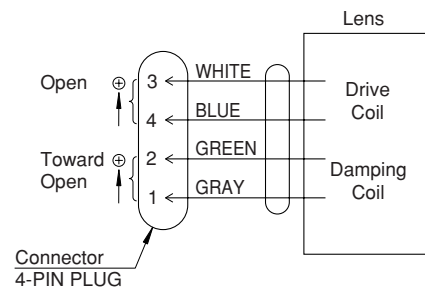 Lens
Open ⊕ 3 WHITE
Drive
Coil
4 BLUE
Toward
Open ⊕ 2 GREEN
Damping
Coil
1 GRAY
Connector
4-PIN PLUG